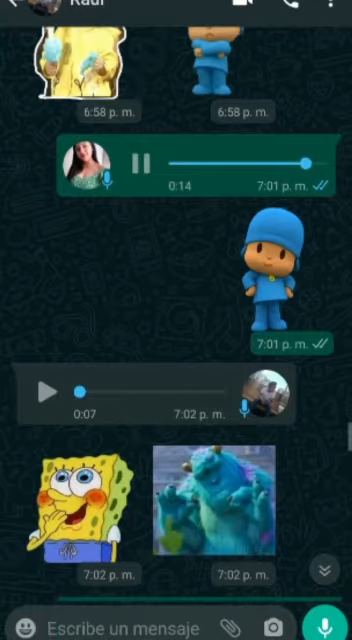 Raul
6:58 p. m. 6:58 p. m.
0:14 7:01 p. m.
7:01 p. m.
0:07 7:02 p. m.
7:02 p. m. 7:02 p. m.
Escribe un mensaje